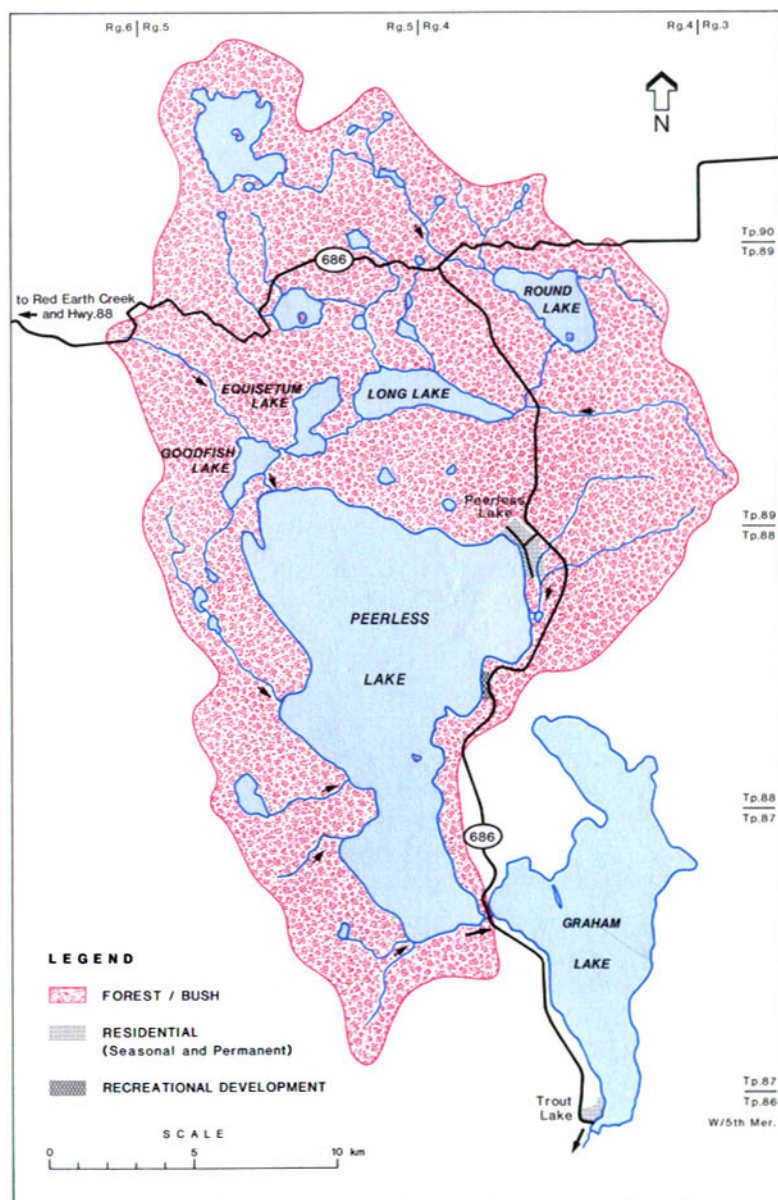 Rg.6 Rg.5
Rg.5 Rg.4
Rg.4 Rg.3
N
Tp.90
Tp.89
686
ROUND
LAKE
to Red Earth Creek
and Hwy.88
EQUISETUM
LAKE
LONG LAKE
GOODFISH
LAKE
Peerless
Lake
Tp.89
Tp.88
PEERLESS
LAKE
Tp.88
Tp.87
686
GRAHAM
LAKE
LEGEND
FOREST / BUSH
RESIDENTIAL
(Seasonal and Permanent)
RECREATIONAL DEVELOPMENT
Trout
Lake
Tp.87
Tp.86
W/5th Mer.
SCALE
0 5 10 km